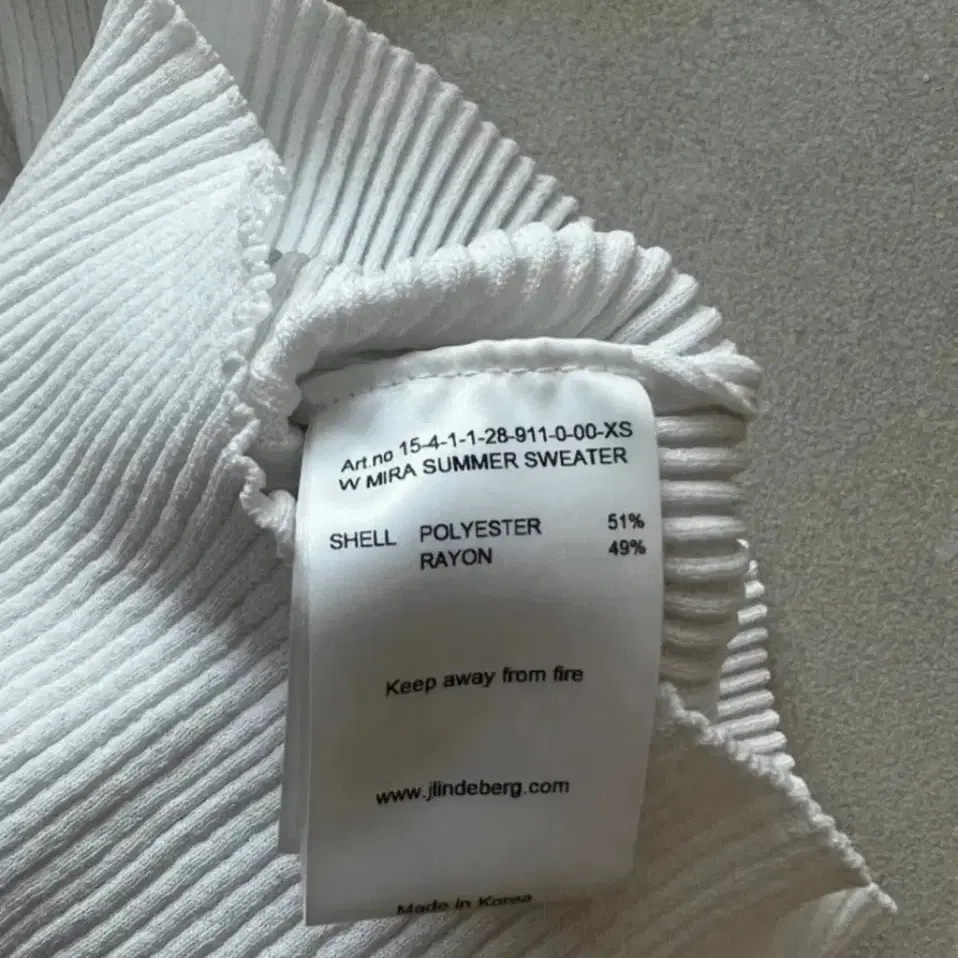 Art.no 15-4-1-1-28-911-0-00-XS
W MIRA SUMMER SWEATER
SHELL POLYESTER 51%
RAYON 49%
Keep away from fire
www.jlindeberg.com
Made in Korea